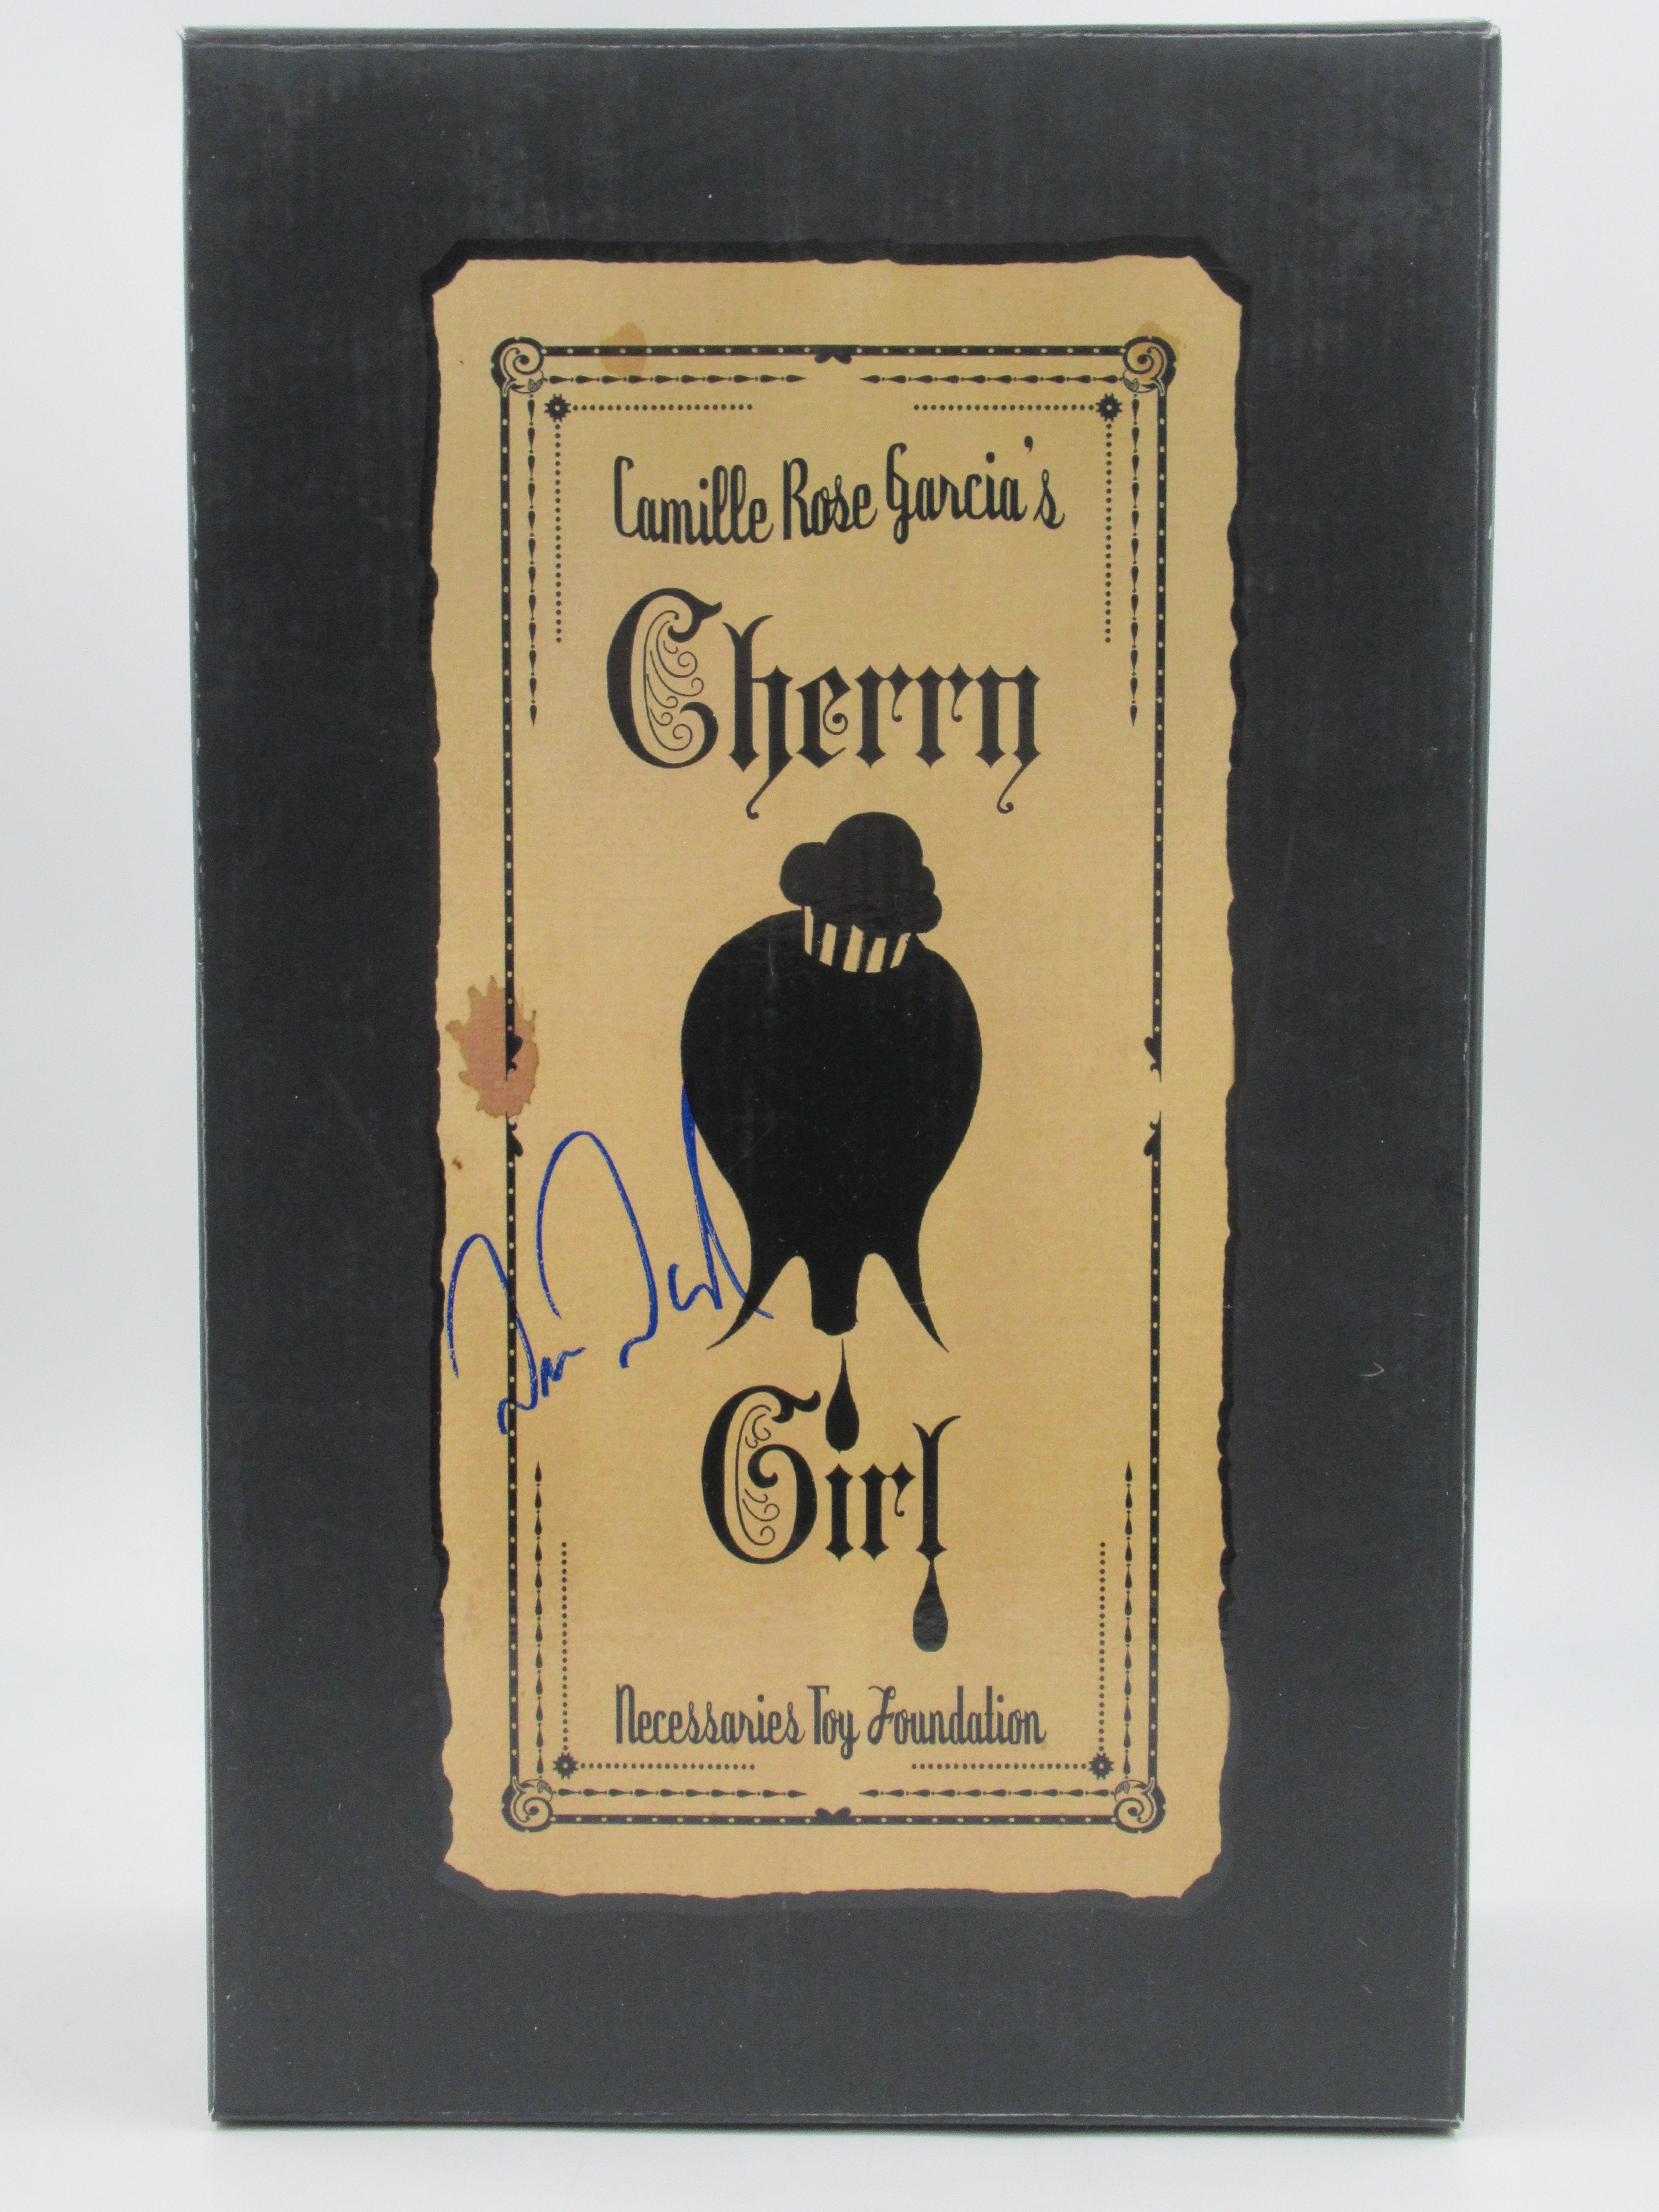 Camille Rose Garcia's
Cherry
Girl
Necessaries Toy Foundation